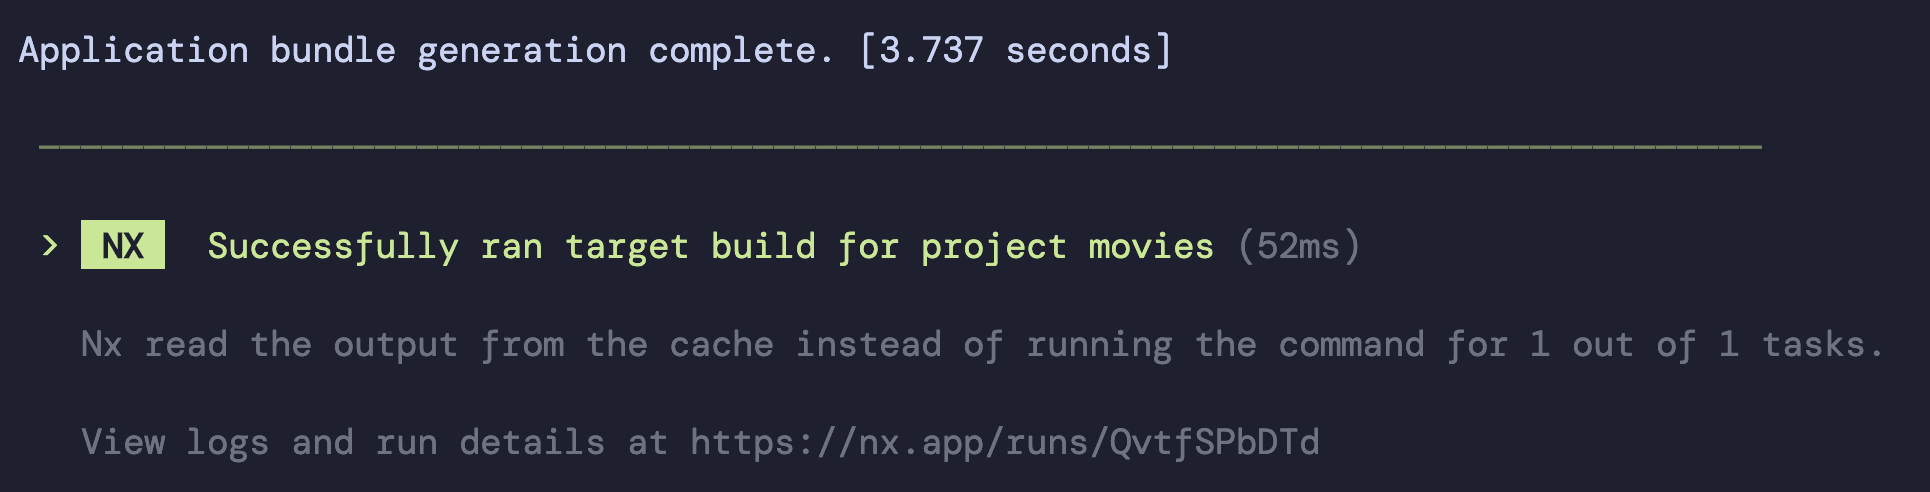 Application bundle generation complete. [3.737 seconds]
> NX Successfully ran target build for project movies (52ms)
Nx read the output from the cache instead of running the command for 1 out of 1 tasks.
View logs and run details at https://nx.app/runs/QvtfSPbDTd